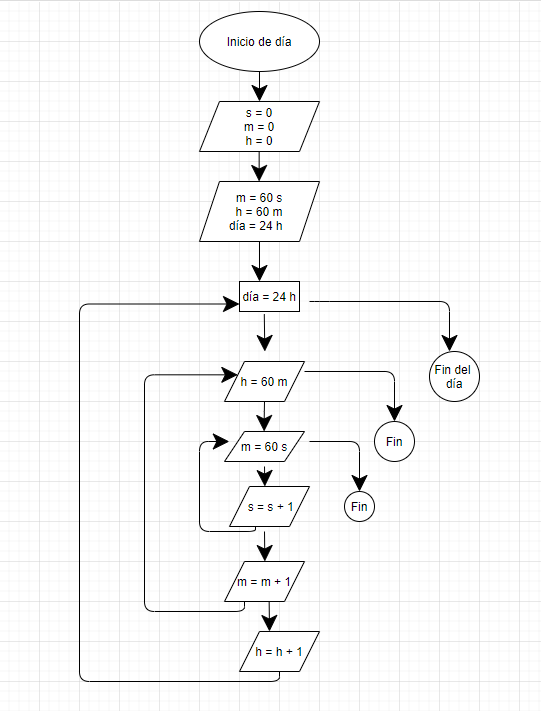 Inicio de día
s = 0
m = 0
h = 0
m = 60 s
h = 60 m
día = 24 h
día = 24 h
Fin del
día
h = 60 m
Fin
m = 60 s
Fin
s = s + 1
m = m + 1
h = h + 1